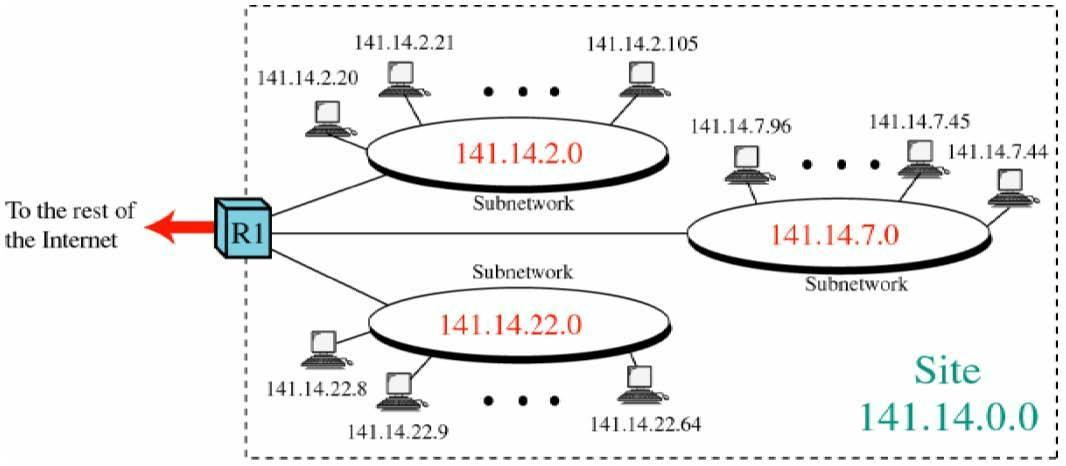 141.14.2.21
141.14.2.105
141.14.2.20
141.14.2.0
Subnetwork
141.14.7.96
141.14.7.45
141.14.7.44
141.14.7.0
Subnetwork
To the rest of
the Internet
R1
Subnetwork
141.14.22.0
141.14.22.8
141.14.22.9
141.14.22.64
Site
141.14.0.0